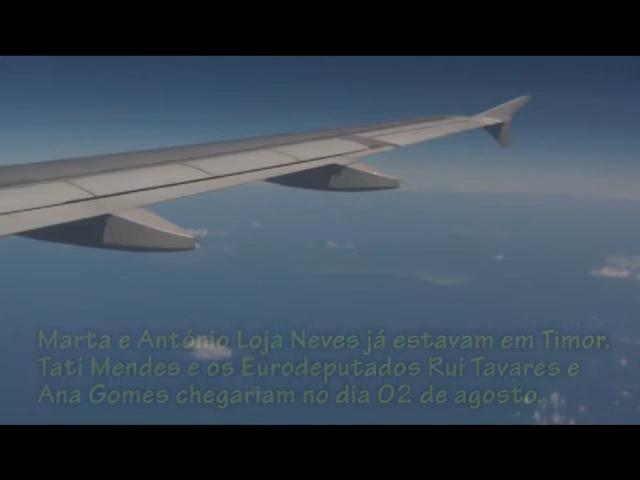 Marta e António Loja Neves já estavam em Timor.
Tati Mendes e os Eurodeputados Rui Tavares e
Ana Gomes chegariam no dia 02 de agosto.